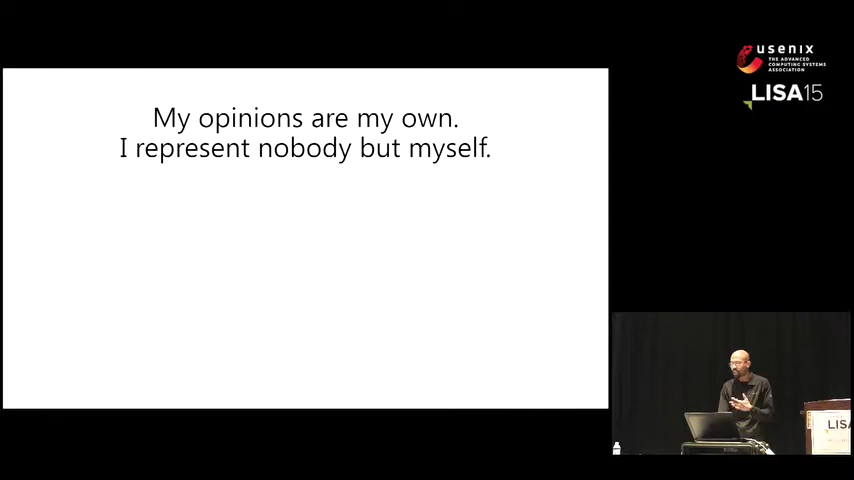 usenix
THE ADVANCED
COMPUTING SYSTEMS
ASSOCIATION
LISA15
My opinions are my own.
I represent nobody but myself.
LISA